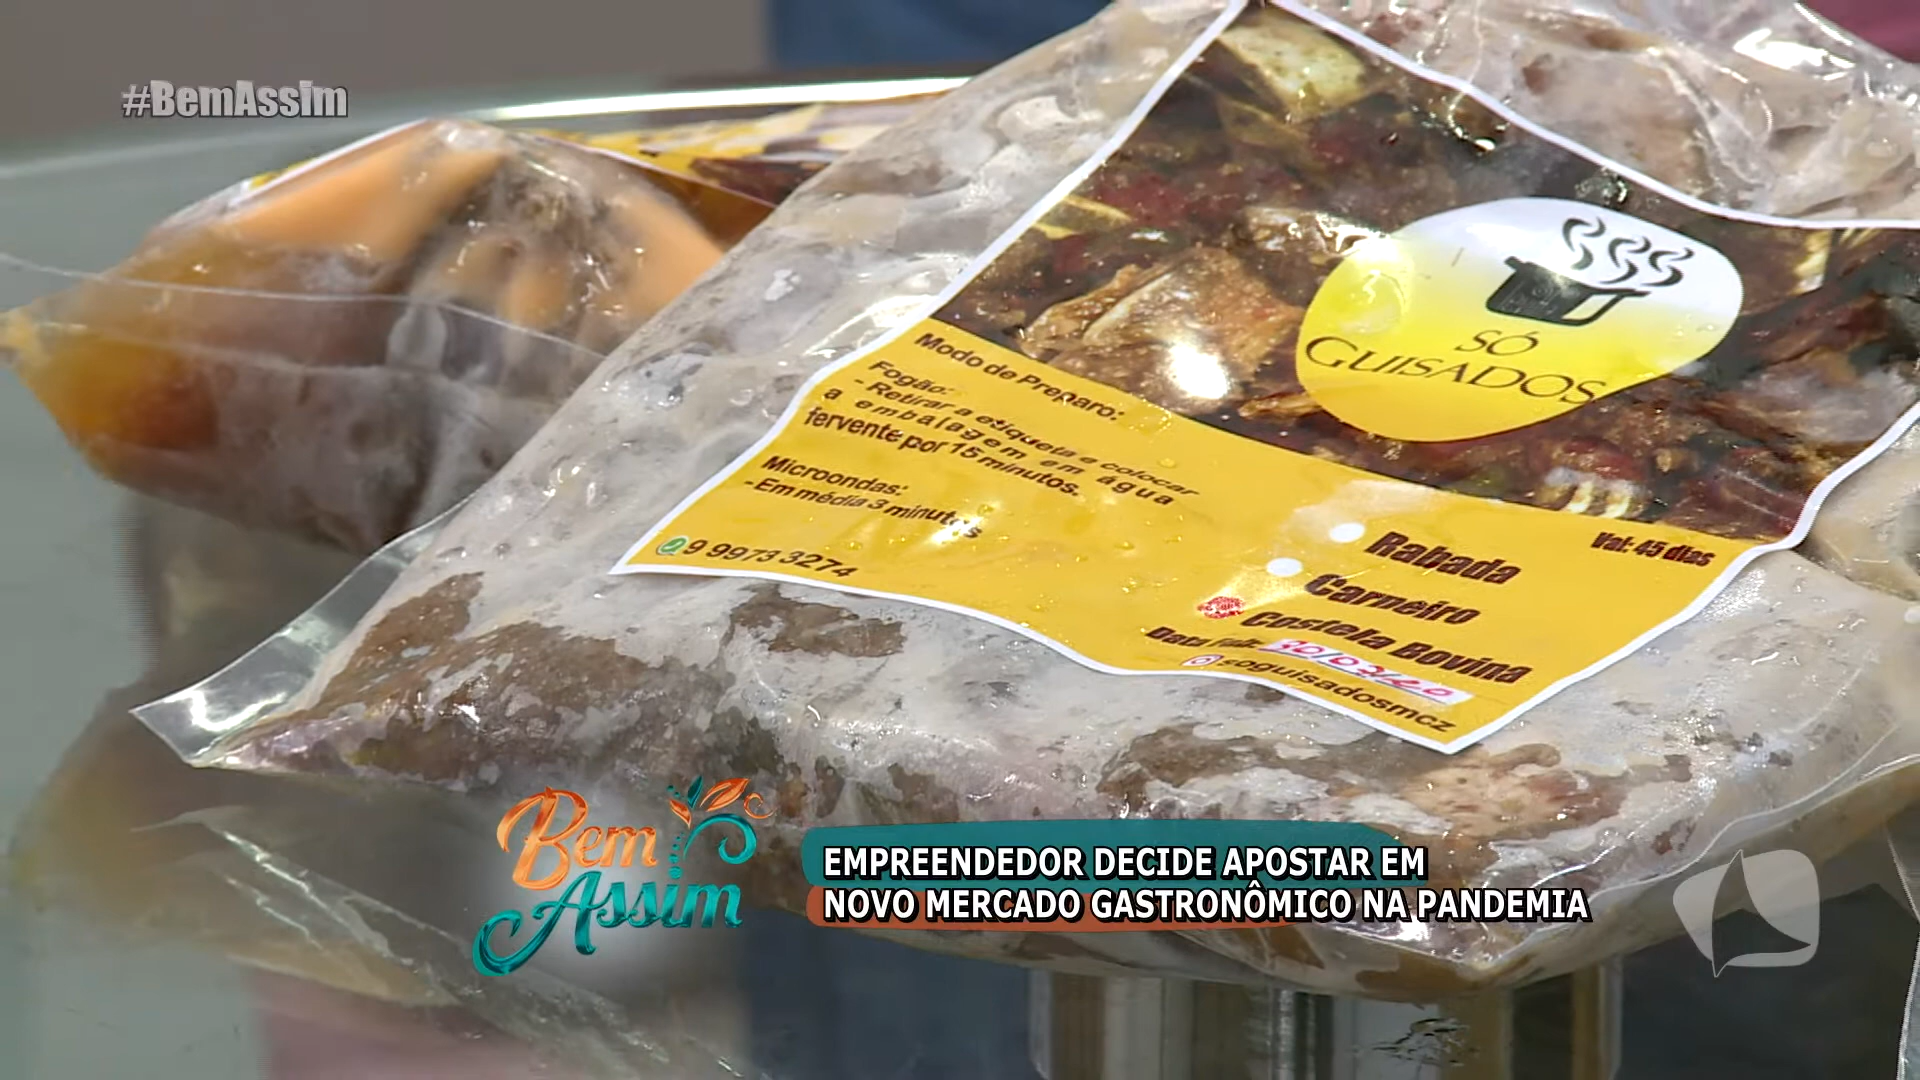 #BemAssim
SÓ
GUISADOS
Modo de Preparo:
Fogão:
- Retirar a etiqueta e colocar
a embalagem em água
fervente por 15 minutos.
Microondas:
- Em média 3 minutos
9 9973 3274
Val: 45 dias
Rabada
Carneiro
Costela Bovina
soguisadosmcz
Bem
Assim
EMPREENDEDOR DECIDE APOSTAR EM
NOVO MERCADO GASTRONÔMICO NA PANDEMIA